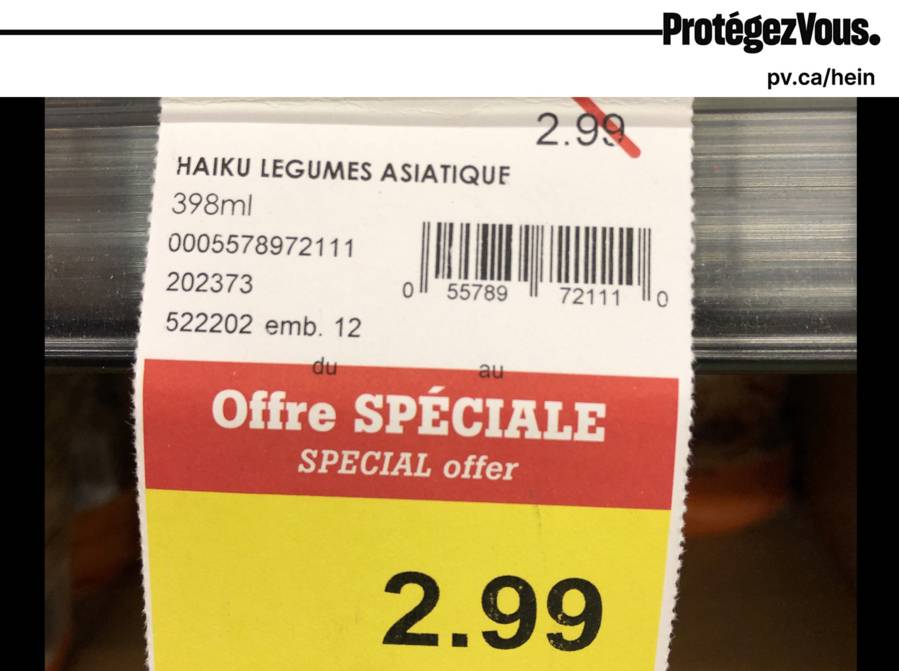 ProtégezVous.
pv.ca/hein
2.99
HAIKU LEGUMES ASIATIQUE
398ml
0005578972111
202373
522202 emb. 12
0 55789 72111 0
du au
Offre SPÉCIALE
SPECIAL offer
2.99